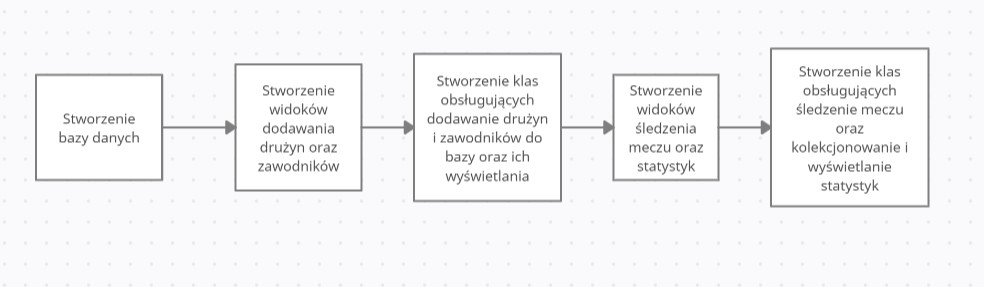 Stworzenie
bazy danych
Stworzenie
widoków
dodawania
drużyn oraz
zawodników
Stworzenie klas
obsługujących
dodawanie drużyn
i zawodników do
bazy oraz ich
wyświetlania
Stworzenie
widoków
śledzenia
meczu oraz
statystyk
Stworzenie klas
obsługujących
śledzenie meczu
oraz
kolekcjonowanie i
wyświetlanie
statystyk